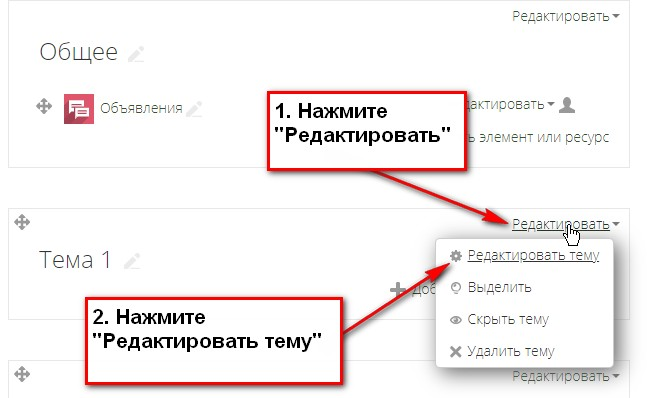 Редактировать
Общее
Объявления
1. Нажмите
"Редактировать"
дактировать
ь элемент или ресурс
Редактировать
Тема 1
Редактировать тему
Доб
Выделить
2. Нажмите
"Редактировать тему"
Скрыть тему
Удалить тему
Редактировать